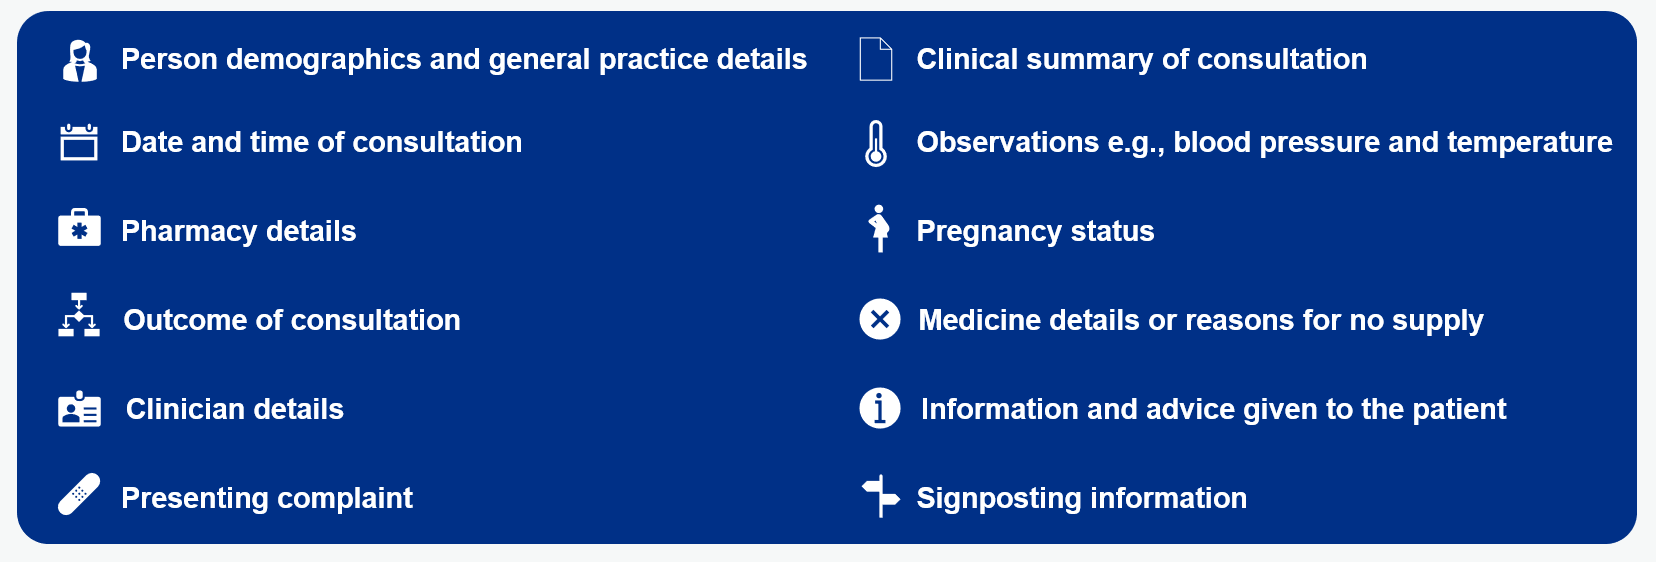 Person demographics and general practice details
Date and time of consultation
Pharmacy details
Outcome of consultation
Clinician details
Presenting complaint
Clinical summary of consultation
Observations e.g., blood pressure and temperature
Pregnancy status
Medicine details or reasons for no supply
Information and advice given to the patient
Signposting information